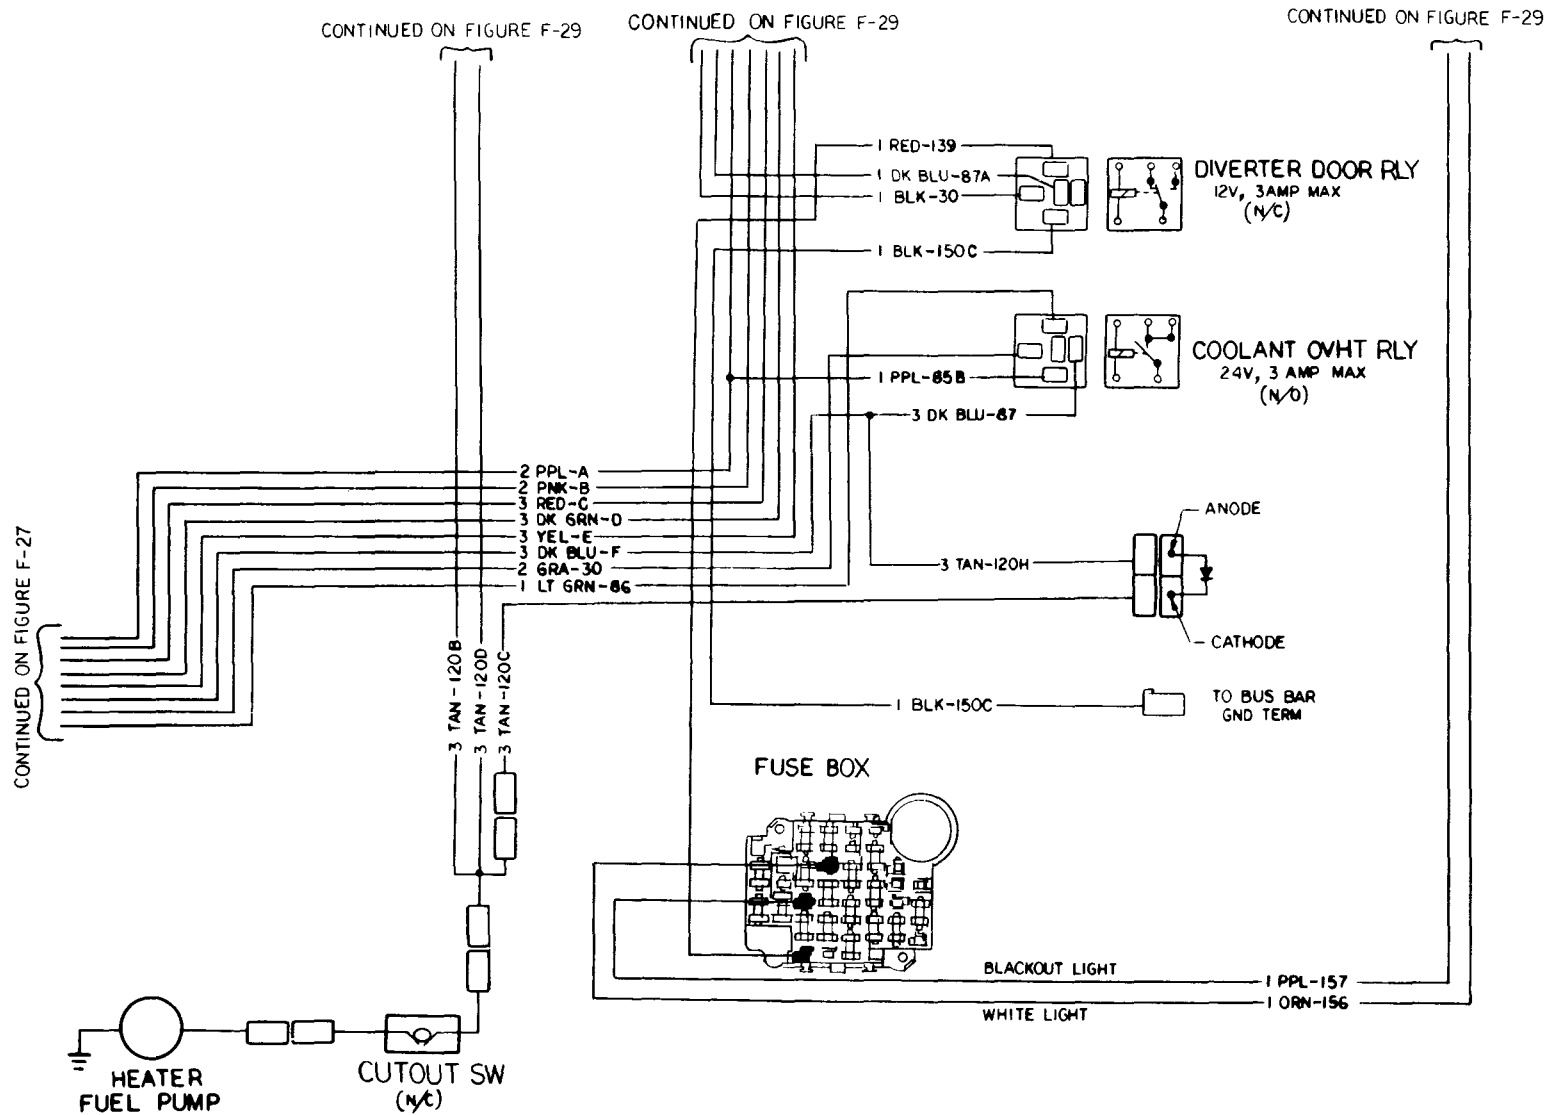 CONTINUED ON FIGURE F-29
CONTINUED ON FIGURE F-29
CONTINUED ON FIGURE F-29
1 RED-139
1 DK BLU-87A
1 BLK-30
1 BLK-150C
DIVERTER DOOR RLY
12V, 3AMP MAX
(N/C)
1 PPL-85B
3 DK BLU-87
COOLANT OVHT RLY
24V, 3 AMP MAX
(N/O)
2 PPL-A
2 PNK-B
3 RED-C
3 DK GRN-D
3 YEL-E
3 DK BLU-F
2 GRA-30
1 LT GRN-86
ANODE
3 TAN-120H
CATHODE
CONTINUED ON FIGURE F-27
3 TAN-120B
3 TAN-120D
3 TAN-120C
1 BLK-150C
TO BUS BAR
GND TERM
FUSE BOX
BLACKOUT LIGHT
1 PPL-157
1 ORN-156
WHITE LIGHT
HEATER
FUEL PUMP
CUTOUT SW
(N/C)